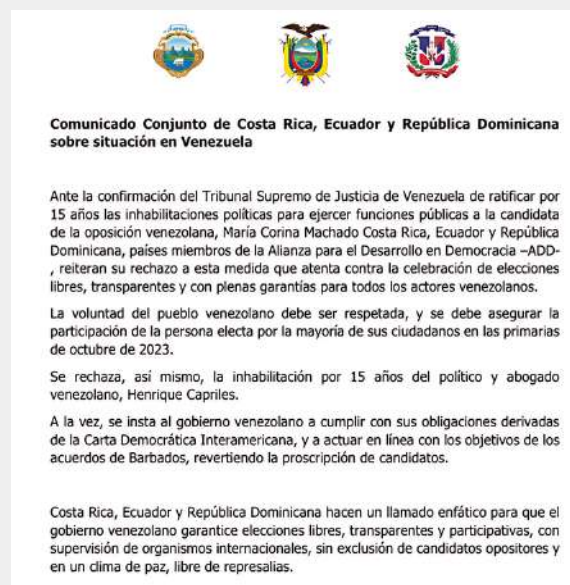 Comunicado Conjunto de Costa Rica, Ecuador y República Dominicana
sobre situación en Venezuela
Ante la confirmación del Tribunal Supremo de Justicia de Venezuela de ratificar por
15 años las inhabilitaciones políticas para ejercer funciones públicas a la candidata
de la oposición venezolana, María Corina Machado Costa Rica, Ecuador y República
Dominicana, países miembros de la Alianza para el Desarrollo en Democracia –ADD-
, reiteran su rechazo a esta medida que atenta contra la celebración de elecciones
libres, transparentes y con plenas garantías para todos los actores venezolanos.
La voluntad del pueblo venezolano debe ser respetada, y se debe asegurar la
participación de la persona electa por la mayoría de sus ciudadanos en las primarias
de octubre de 2023.
Se rechaza, así mismo, la inhabilitación por 15 años del político y abogado
venezolano, Henrique Capriles.
A la vez, se insta al gobierno venezolano a cumplir con sus obligaciones derivadas
de la Carta Democrática Interamericana, y a actuar en línea con los objetivos de los
acuerdos de Barbados, revertiendo la proscripción de candidatos.
Costa Rica, Ecuador y República Dominicana hacen un llamado enfático para que el
gobierno venezolano garantice elecciones libres, transparentes y participativas, con
supervisión de organismos internacionales, sin exclusión de candidatos opositores y
en un clima de paz, libre de represalias.